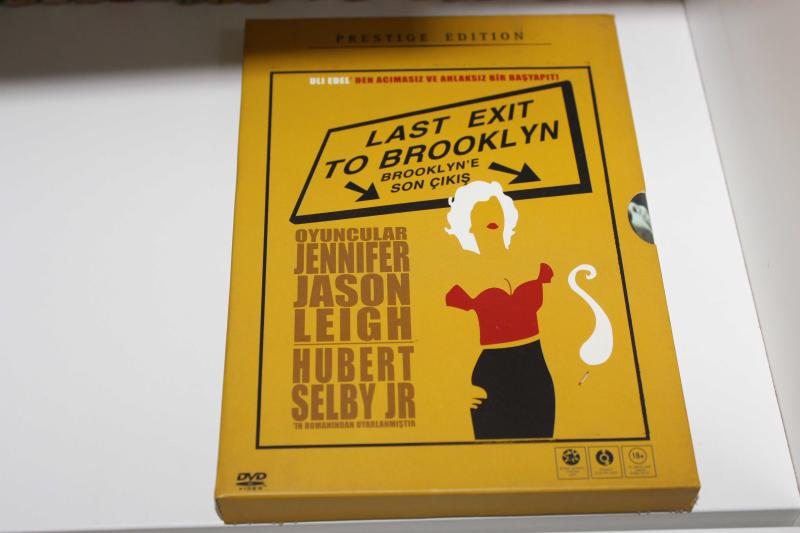 PRESTIGE EDITION
ULI EDEL'DEN ACIMASIZ VE AHLAKSIZ BİR BAŞYAPIT!
LAST EXIT
TO BROOKLYN
BROOKLYN'E
SON ÇIKIŞ
OYUNCULAR
JENNIFER
JASON
LEIGH
HUBERT
SELBY JR
'IN ROMANINDAN UYARLANMIŞTIR
DVD
VIDEO
18+